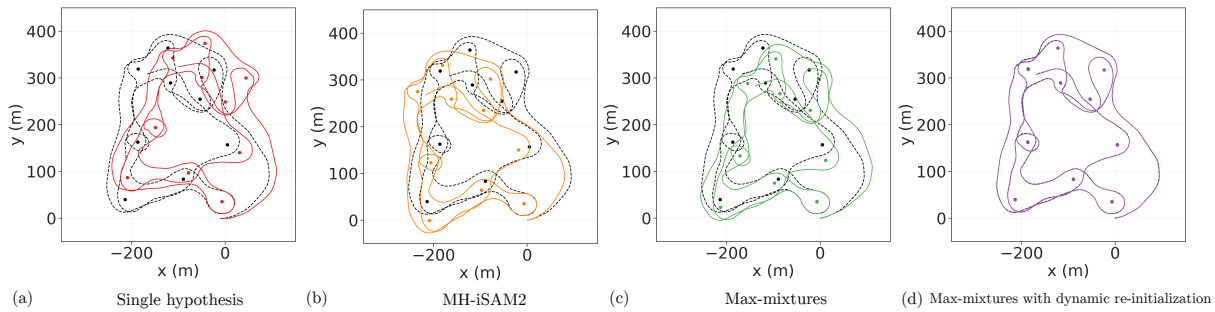 400
300
200
100
0
−200
0
y (m)
x (m)
(a)
Single hypothesis
400
300
200
100
0
−200
0
y (m)
x (m)
(b)
MH-iSAM2
400
300
200
100
0
−200
0
y (m)
x (m)
(c)
Max-mixtures
400
300
200
100
0
−200
0
y (m)
x (m)
(d)
Max-mixtures with dynamic re-initialization